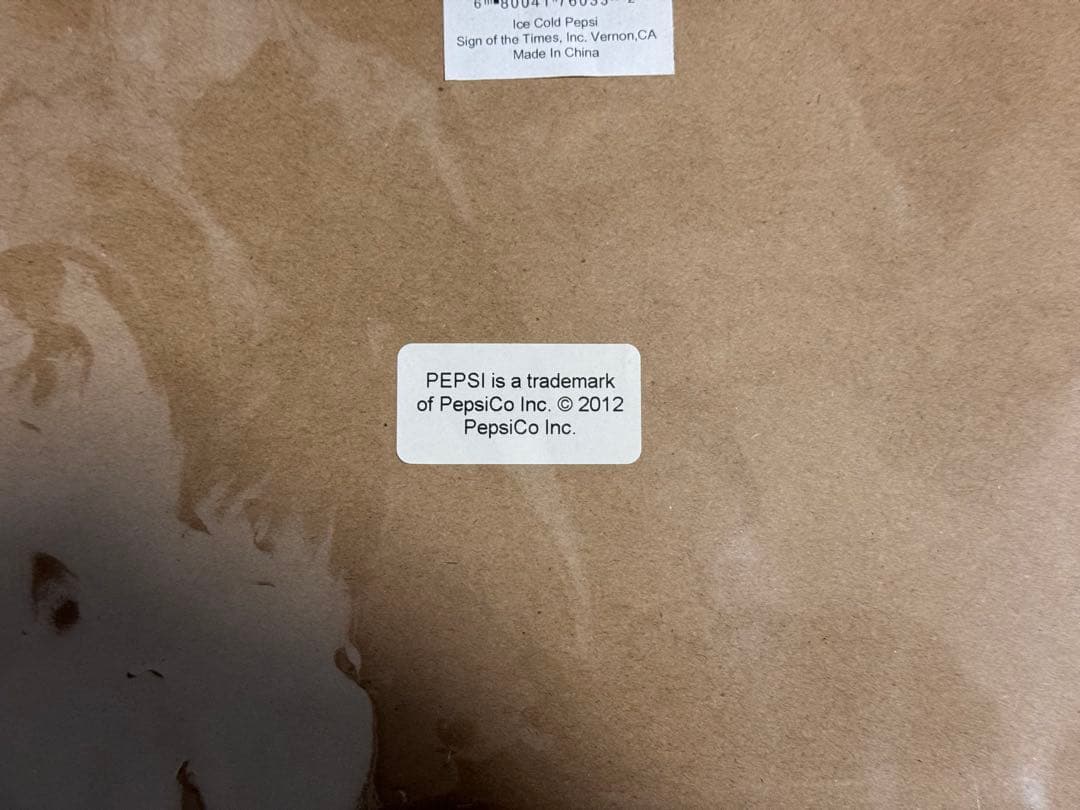 Ice Cold Pepsi
Sign of the Times, Inc. Vernon,CA
Made In China
PEPSI is a trademark
of PepsiCo Inc. © 2012
PepsiCo Inc.